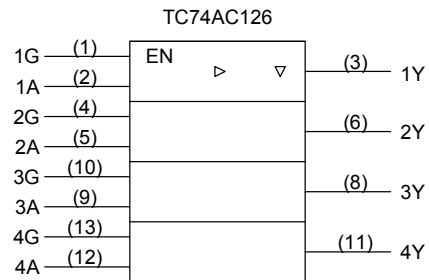 TC74AC126
1G (1) EN
1A (2)
(3) 1Y
2G (4)
2A (5)
(6) 2Y
3G (10)
3A (9)
(8) 3Y
4G (13)
4A (12)
(11) 4Y